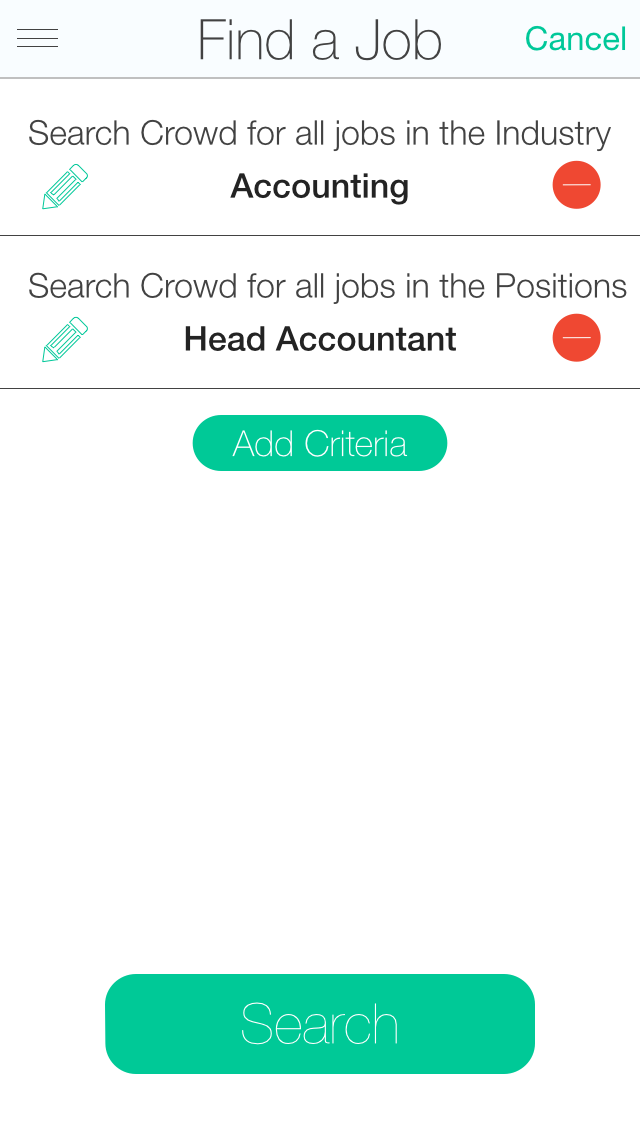 Find a Job
Cancel
Search Crowd for all jobs in the Industry
Accounting
Search Crowd for all jobs in the Positions
Head Accountant
Add Criteria
Search